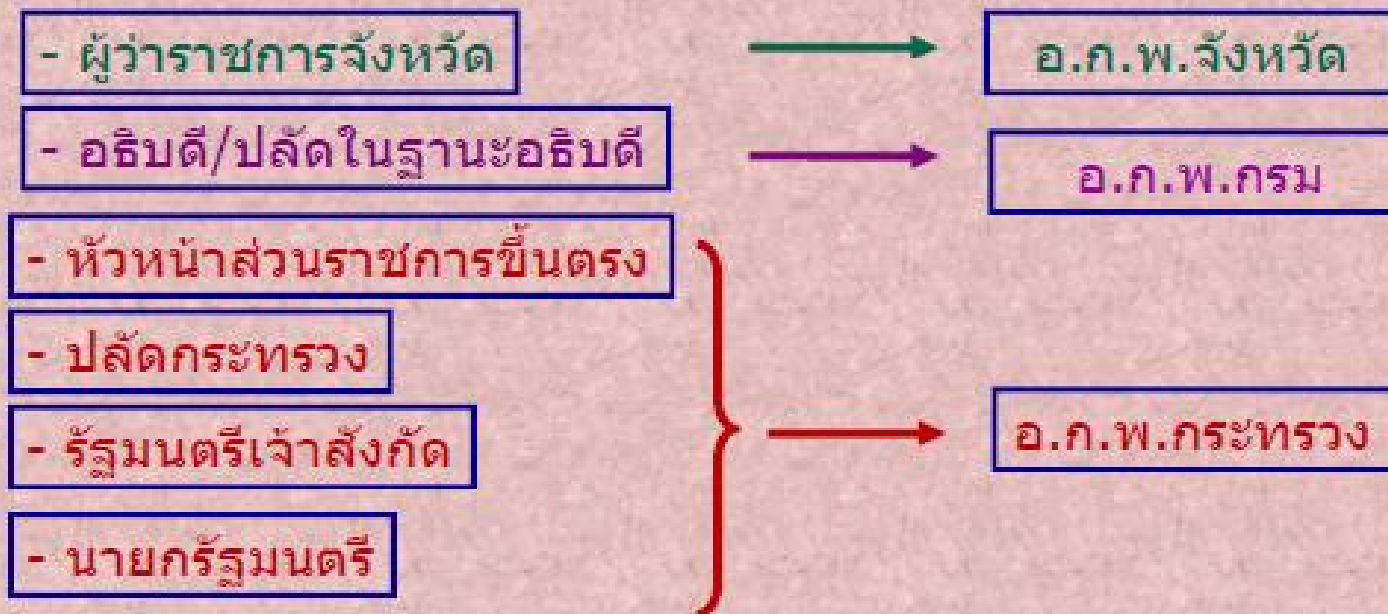 - ผู้ว่าราชการจังหวัด
อ.ก.พ.จังหวัด
- อธิบดี/ปลัดในฐานะอธิบดี
อ.ก.พ.กรม
- หัวหน้าส่วนราชการขึ้นตรง
- ปลัดกระทรวง
- รัฐมนตรีเจ้าสังกัด
อ.ก.พ.กระทรวง
- นายกรัฐมนตรี